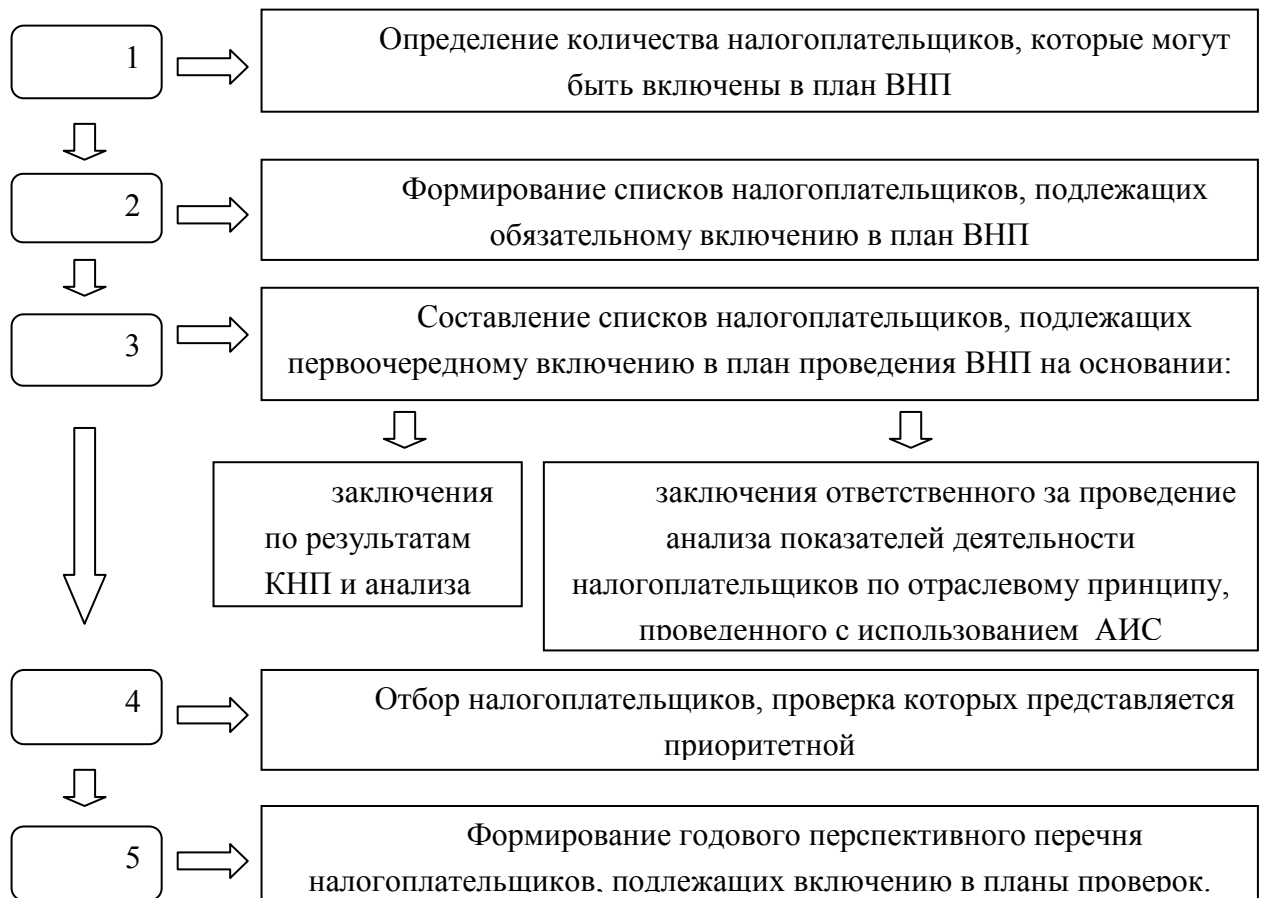 1
Определение количества налогоплательщиков, которые могут
быть включены в план ВНП
2
Формирование списков налогоплательщиков, подлежащих
обязательному включению в план ВНП
3
Составление списков налогоплательщиков, подлежащих
первоочередному включению в план проведения ВНП на основании:
заключения
по результатам
КНП и анализа
заключения ответственного за проведение
анализа показателей деятельности
налогоплательщиков по отраслевому принципу,
проведенного с использованием АИС
4
Отбор налогоплательщиков, проверка которых представляется
приоритетной
5
Формирование годового перспективного перечня
налогоплательщиков, подлежащих включению в планы проверок.